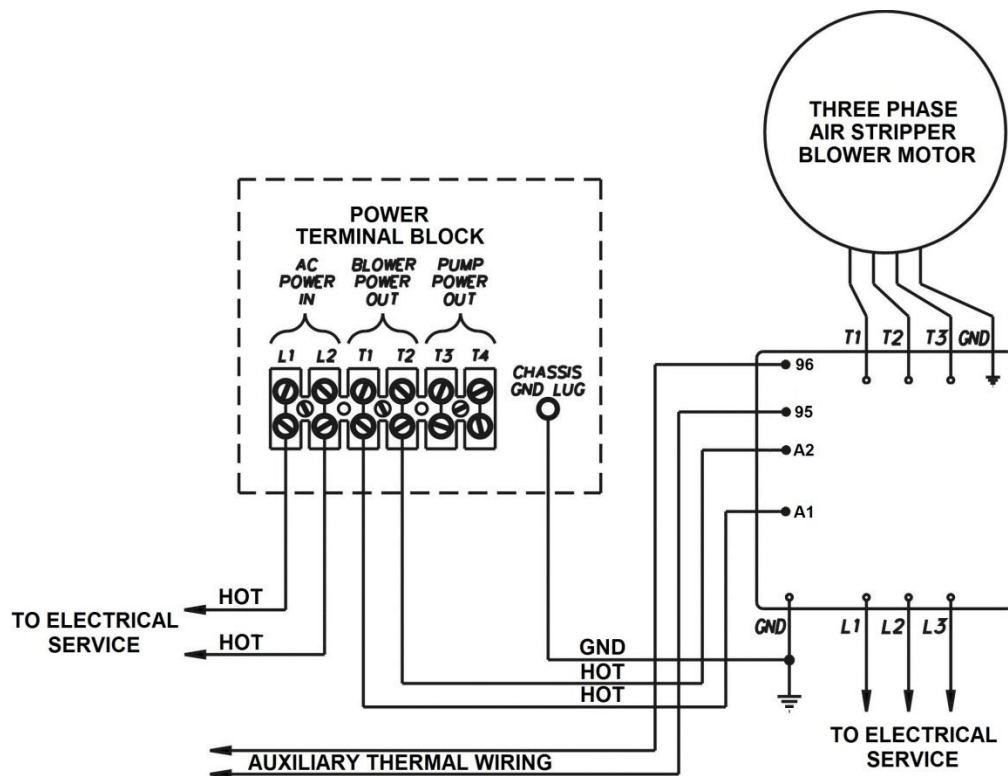 THREE PHASE
AIR STRIPPER
BLOWER MOTOR
POWER
TERMINAL BLOCK
AC
POWER
IN
BLOWER
POWER
OUT
PUMP
POWER
OUT
L1 L2 T1 T2 T3 T4
CHASSIS
GND LUG
T1 T2 T3 GND
96
95
A2
A1
HOT
HOT
TO ELECTRICAL
SERVICE
GND
HOT
HOT
GND L1 L2 L3
TO ELECTRICAL
SERVICE
AUXILIARY THERMAL WIRING